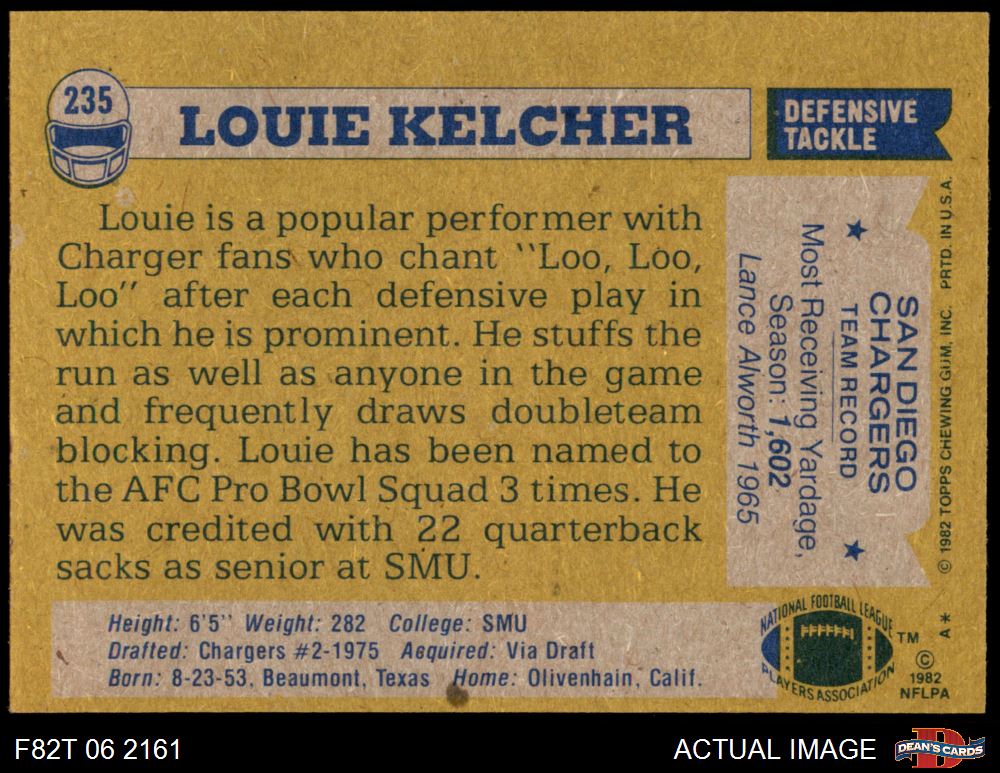 235
LOUIE KELCHER
DEFENSIVE
TACKLE
Louie is a popular performer with
Charger fans who chant "Loo, Loo,
Loo" after each defensive play in
which he is prominent. He stuffs the
run as well as anyone in the game
and frequently draws doubleteam
blocking. Louie has been named to
the AFC Pro Bowl Squad 3 times. He
was credited with 22 quarterback
sacks as senior at SMU.
SAN DIEGO
CHARGERS
★ TEAM RECORD ★
Most Receiving Yardage,
Season: 1,602
Lance Alworth 1965
© 1982 TOPPS CHEWING GUM, INC. PRTD. IN U.S.A.
Height: 6'5" Weight: 282 College: SMU
Drafted: Chargers #2-1975 Acquired: Via Draft
Born: 8-23-53, Beaumont, Texas Home: Olivenhain, Calif.
NATIONAL FOOTBALL LEAGUE
PLAYERS ASSOCIATION
TM
A*
©
1982
NFLPA
F82T 06 2161
ACTUAL IMAGE
D
DEAN'S CARDS